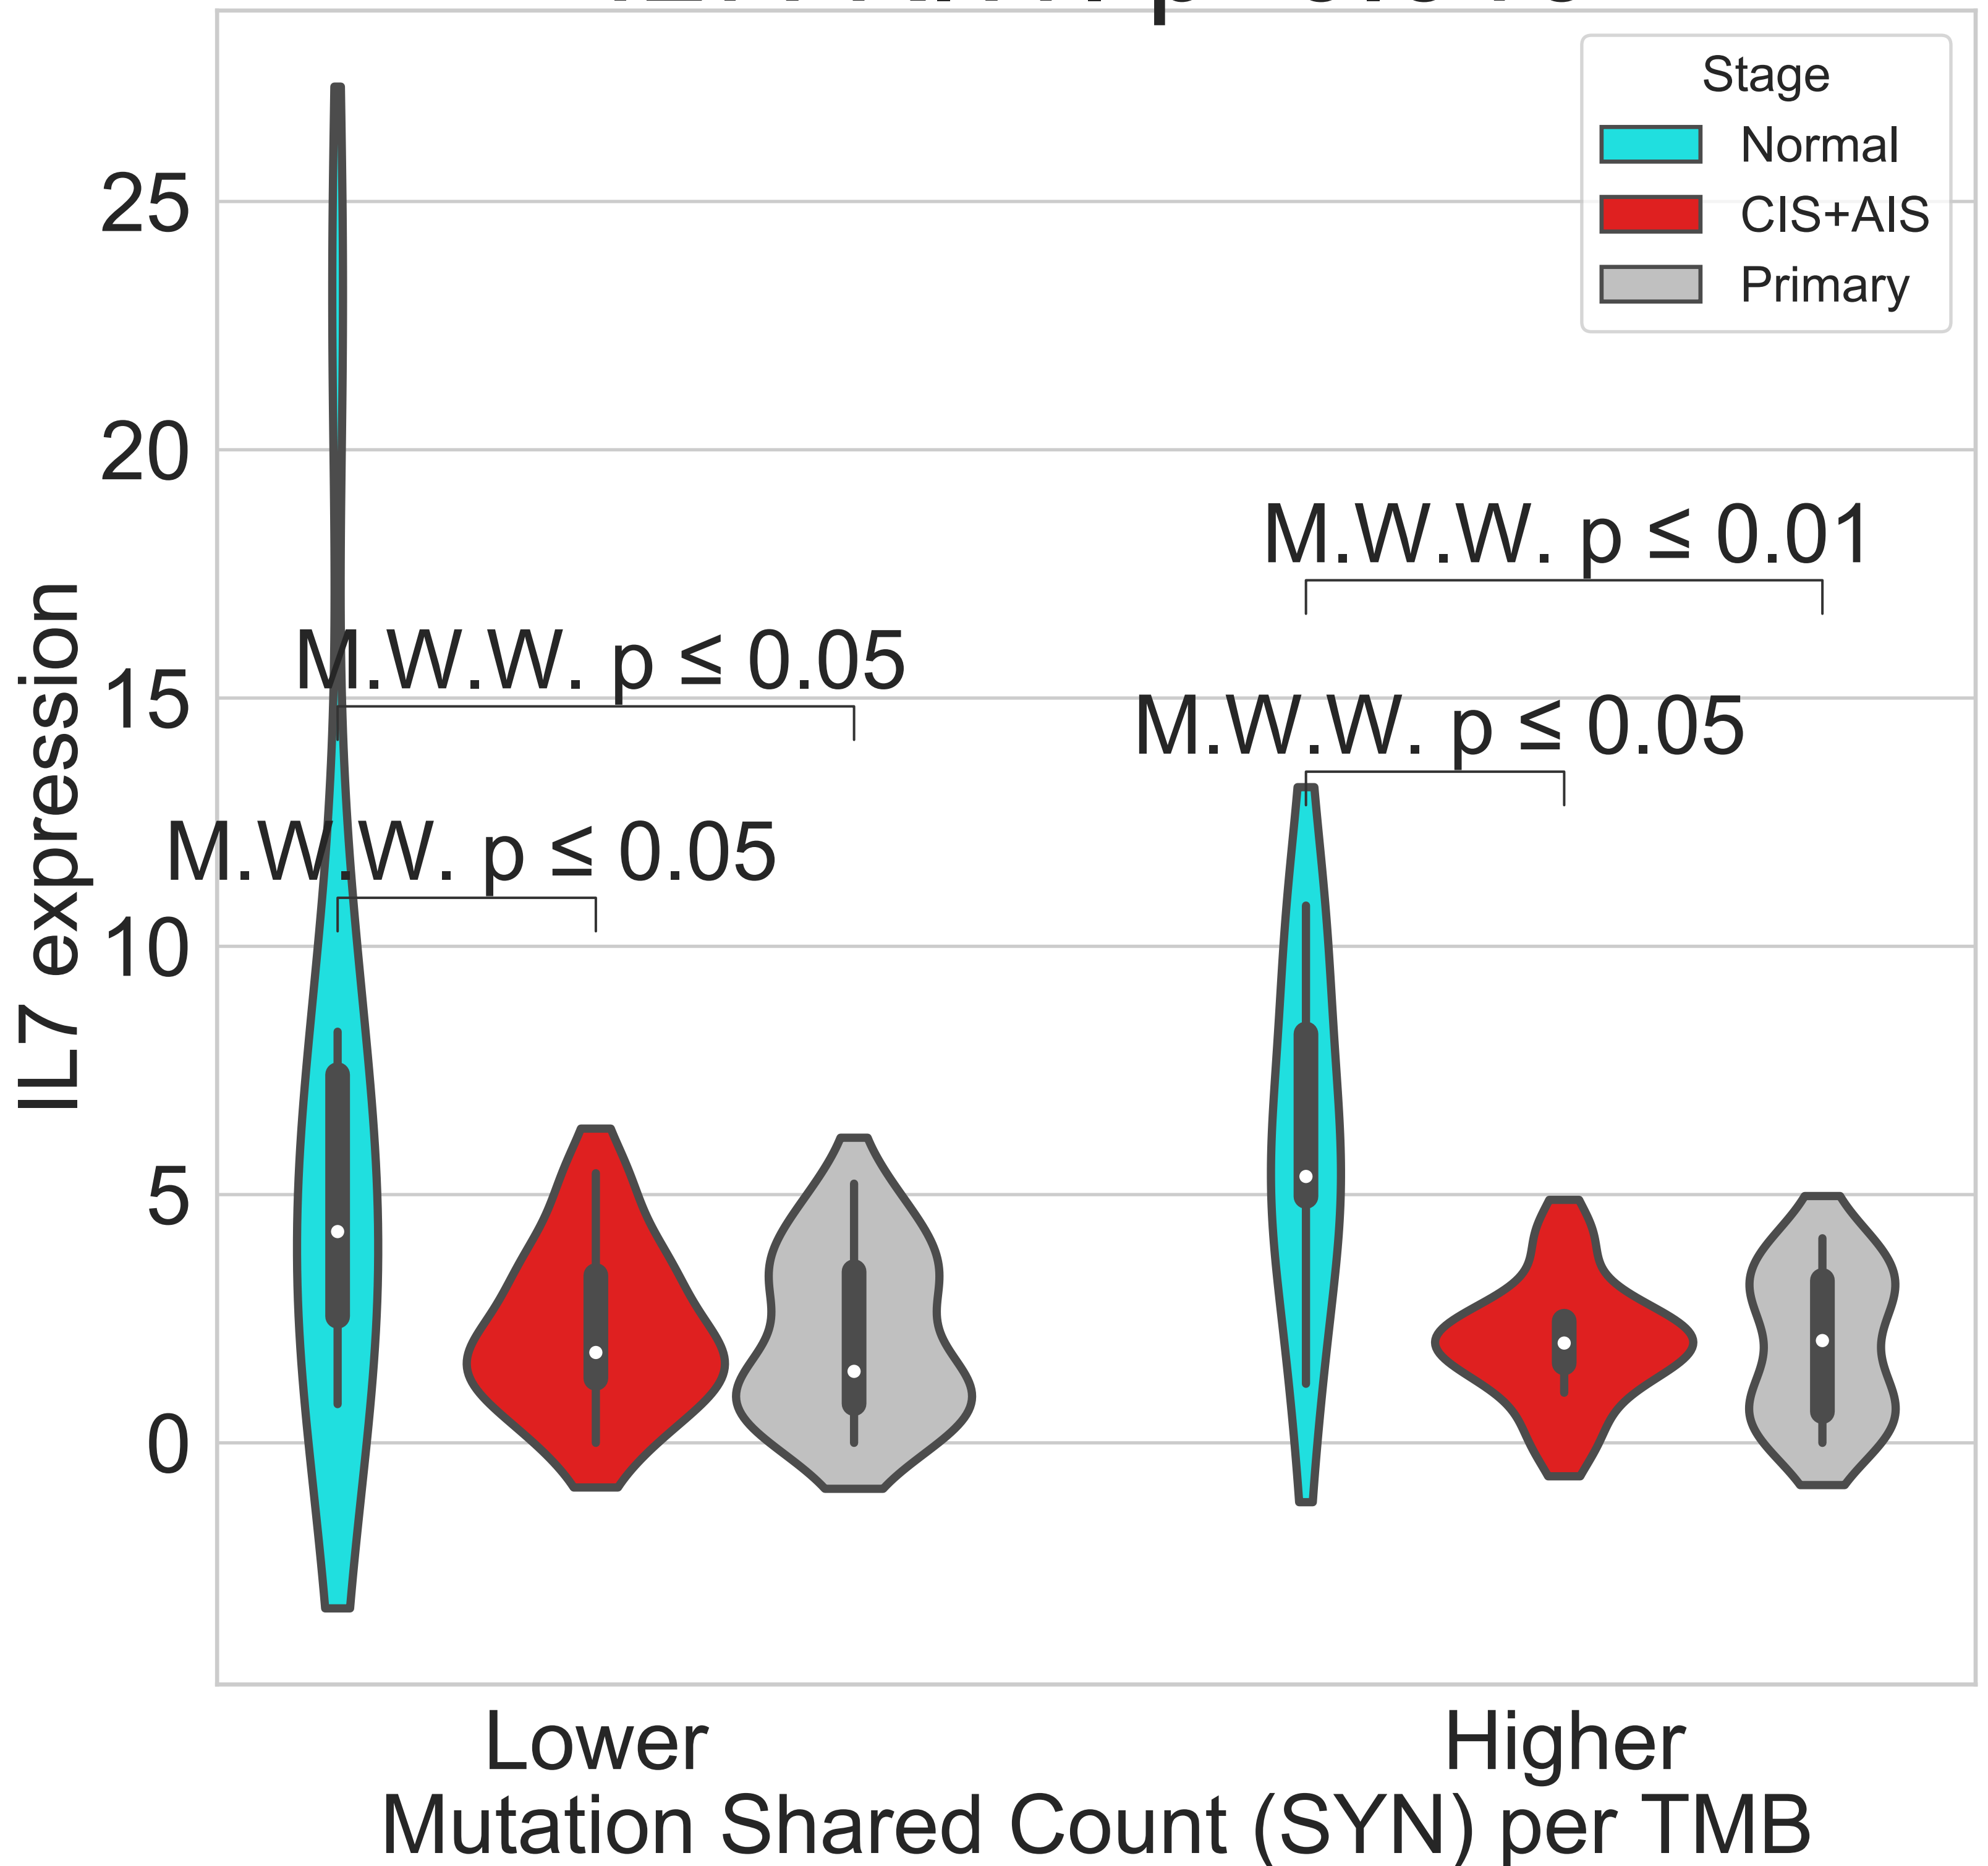 Stage
Normal
CIS+AIS
Primary
25
20
15
10
5
0
IL7 expression
M.W.W. p ≤ 0.01
M.W.W. p ≤ 0.05
M.W.W. p ≤ 0.05
M.W.W. p ≤ 0.05
Lower
Higher
Mutation Shared Count (SYN) per TMB